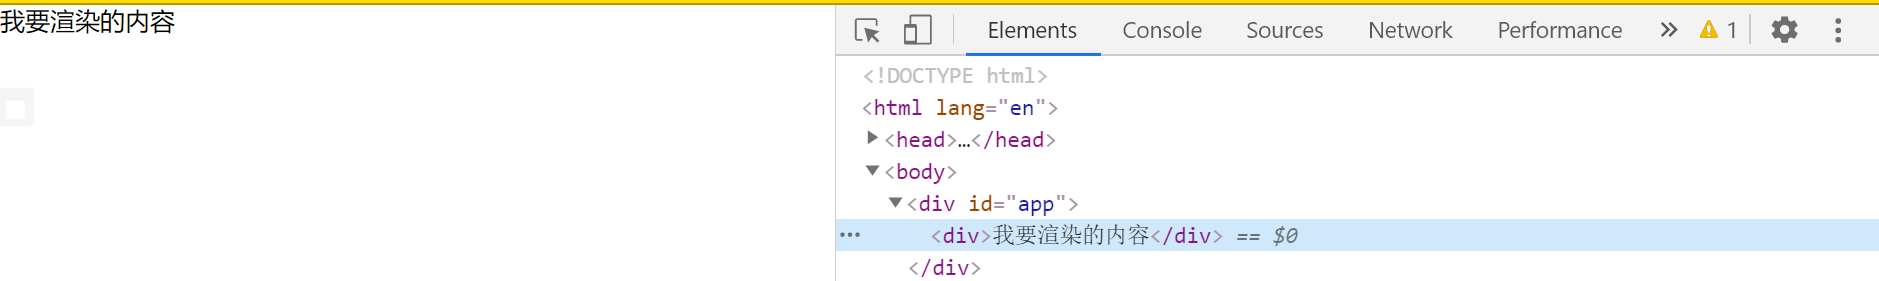 我要渲染的内容
Elements Console Sources Network Performance 1
<!DOCTYPE html>
<html lang="en">
<head>…</head>
<body>
<div id="app">
<div>我要渲染的内容</div> == $0
</div>